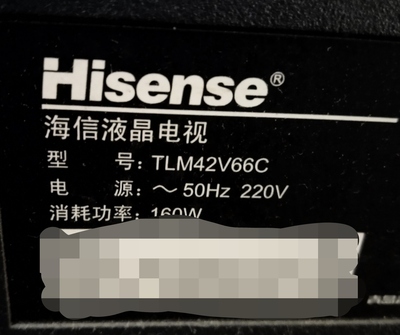 Hisense®
海信液晶电视
型 号: TLM42V66C
电 源: ～ 50Hz 220V
消耗功率: 160W